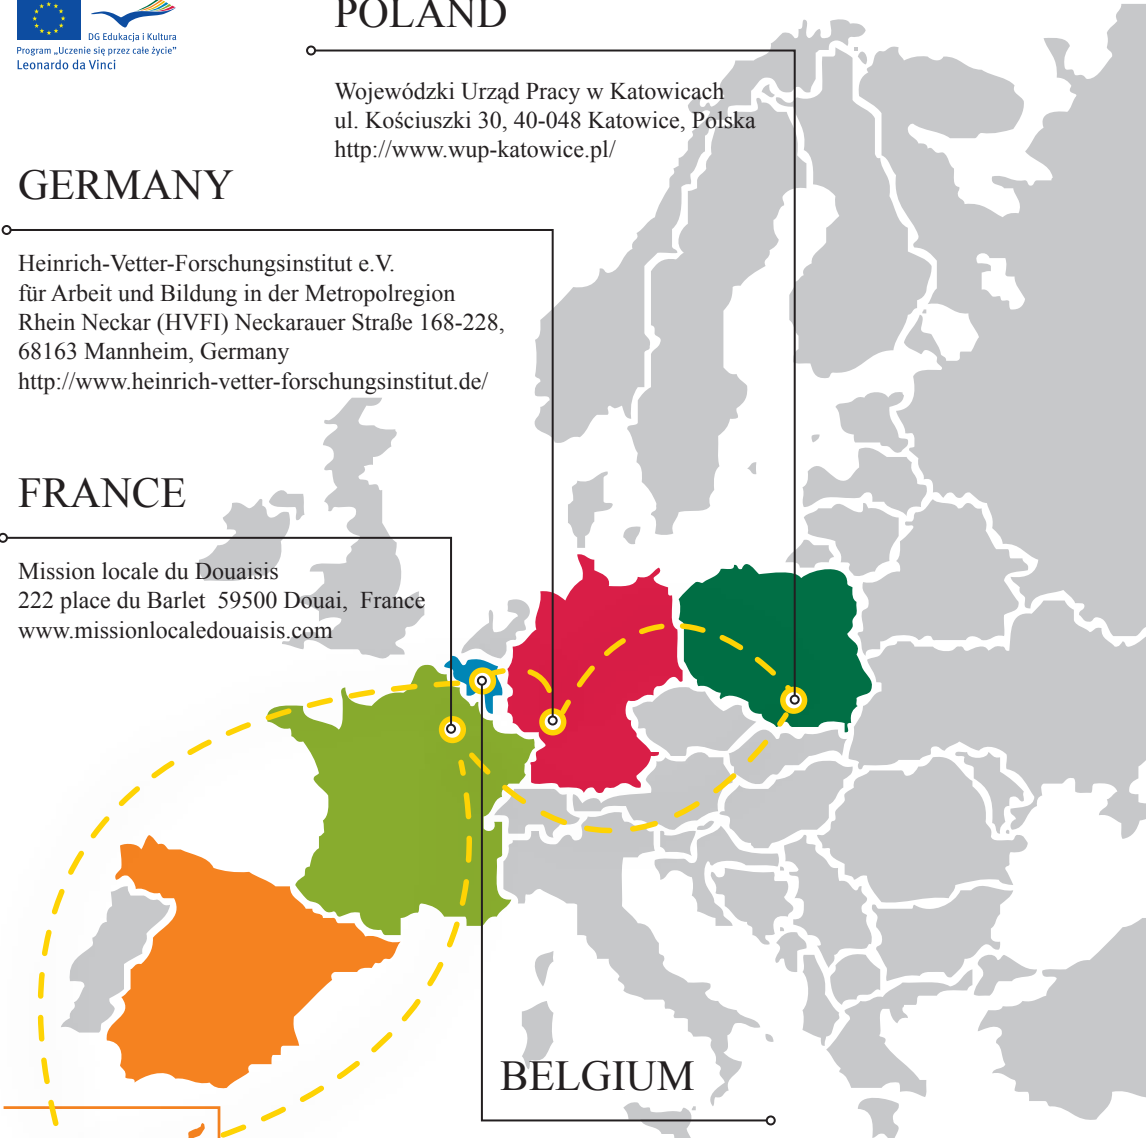 DG Edukacja i Kultura
Program „Uczenie się przez całe życie”
Leonardo da Vinci
POLAND
Wojewódzki Urząd Pracy w Katowicach
ul. Kościuszki 30, 40-048 Katowice, Polska
http://www.wup-katowice.pl/
GERMANY
Heinrich-Vetter-Forschungsinstitut e.V.
für Arbeit und Bildung in der Metropolregion
Rhein Neckar (HVFI) Neckarauer Straße 168-228,
68163 Mannheim, Germany
http://www.heinrich-vetter-forschungsinstitut.de/
FRANCE
Mission locale du Douaisis
222 place du Barlet  59500 Douai,  France
www.missionlocaledouaisis.com
BELGIUM